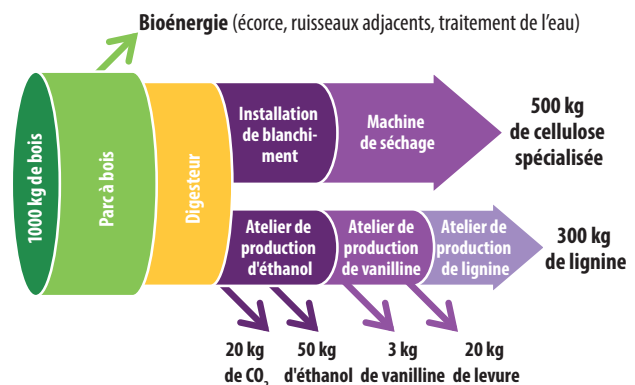 Bioénergie (écorce, ruisseaux adjacents, traitement de l'eau)
1000 kg de bois
Parc à bois
Digesteur
Installation
de blanchi-
ment
Machine
de séchage
500 kg
de cellulose
spécialisée
Atelier de
production
d'éthanol
Atelier de
production
de vanilline
Atelier de
production
de lignine
300 kg
de lignine
20 kg
de CO₂
50 kg
d'éthanol
3 kg
de vanilline
20 kg
de levure